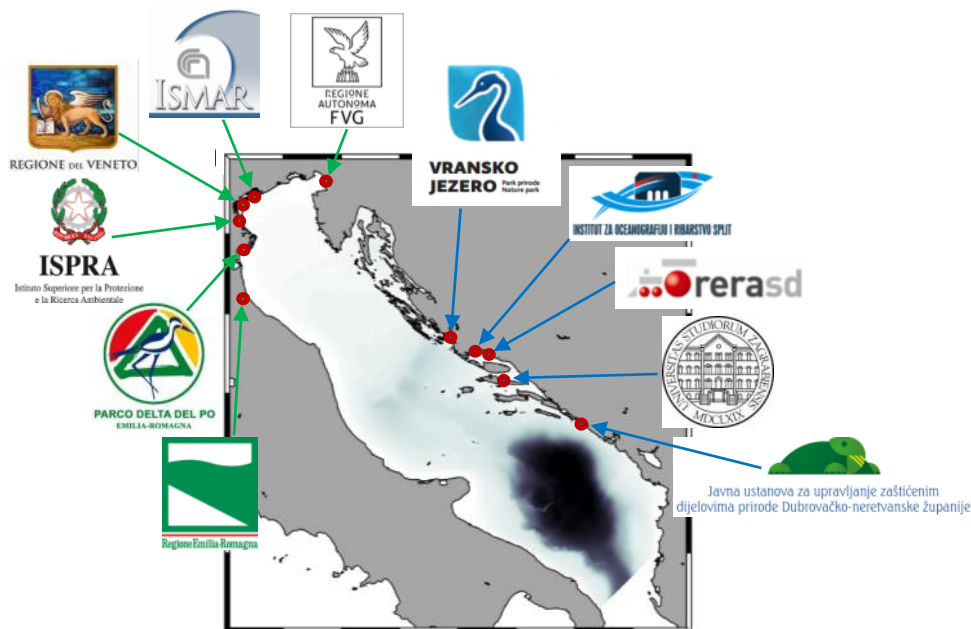 ISMAR
REGIONE
AUTONOMA
FVG
REGIONE DEL VENETO
VRANSKO
JEZERO
Park prirode
Nature park
INSTITUT ZA OCEANOGRAFIJU I RIBARSTVO SPLIT
ISPRA
Istituto Superiore per la Protezione
e la Ricerca Ambientale
rerasd
UNIVERSITAS STUDIORUM ZAGRABIENSIS
MDCLXIX
PARCO DELTA DEL PO
EMILIA-ROMAGNA
Javna ustanova za upravljanje zaštićenim
dijelovima prirode Dubrovačko-neretvanske županije
Regione Emilia-Romagna